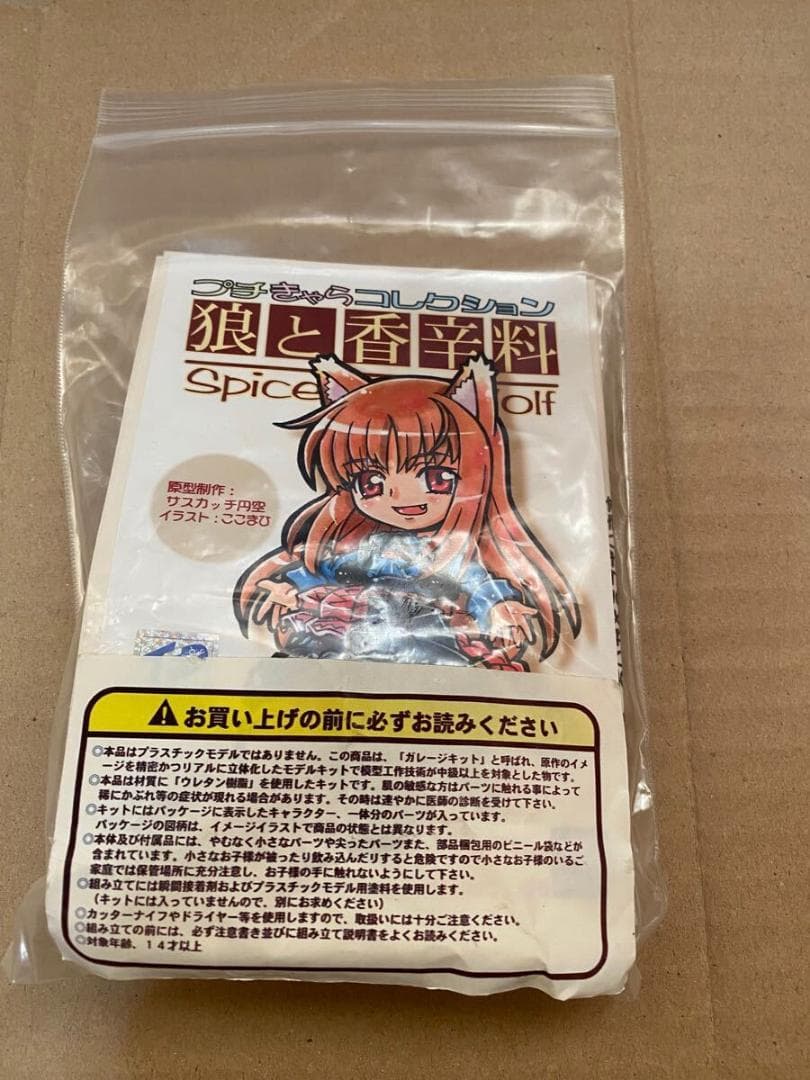 プチきゃらコレクション
狼と香辛料
Spice olf
原型制作：
サスカッチ円空
イラスト：ここまひ
お買い上げの前に必ずお読みください
◎本品はプラスチックモデルではありません。この商品は、「ガレージキット」と呼ばれ、原作のイメ
ージを精密かつリアルに立体化したモデルキットで模型工作技術が中級以上を対象とした物です。
◎本品は材質に「ウレタン樹脂」を使用したキットです。肌の敏感な方はパーツに触れる事によって
稀にかぶれ等の症状が現れる場合があります。その時は速やかに医師の診断を受けて下さい。
◎キットにはパッケージに表示したキャラクター、一体分のパーツが入っています。
パッケージの図柄は、イメージイラストで商品の状態とは異なります。
◎本体及び付属品には、やむなく小さなパーツや尖ったパーツまた、部品梱包用のビニール袋などが
含まれています。小さなお子様が被ったり飲み込んだりすると危険ですので小さなお子様のいるご
家庭では保管場所に充分注意し、お子様の手に触れないようにして下さい。
◎組み立てには瞬間接着剤およびプラスチックモデル用塗料を使用します。
（キットには入っていませんので、別にお求めください）
◎カッターナイフやドライヤー等を使用しますので、取扱いには十分ご注意ください。
◎組み立ての前には、必ず注意書き並びに組み立て説明書をよくお読みください。
◎対象年齢、１４才以上